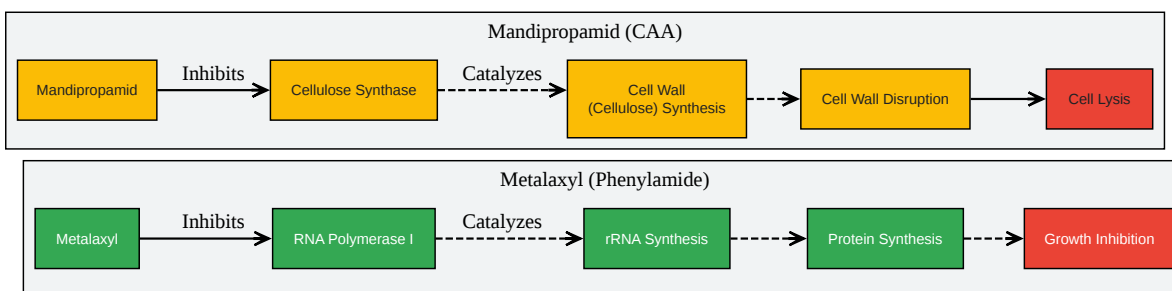 Mandipropamid (CAA)
Mandipropamid
Inhibits
Cellulose Synthase
Catalyzes
Cell Wall
(Cellulose) Synthesis
Cell Wall Disruption
Cell Lysis
Metalaxyl (Phenylamide)
Metalaxyl
Inhibits
RNA Polymerase I
Catalyzes
rRNA Synthesis
Protein Synthesis
Growth Inhibition